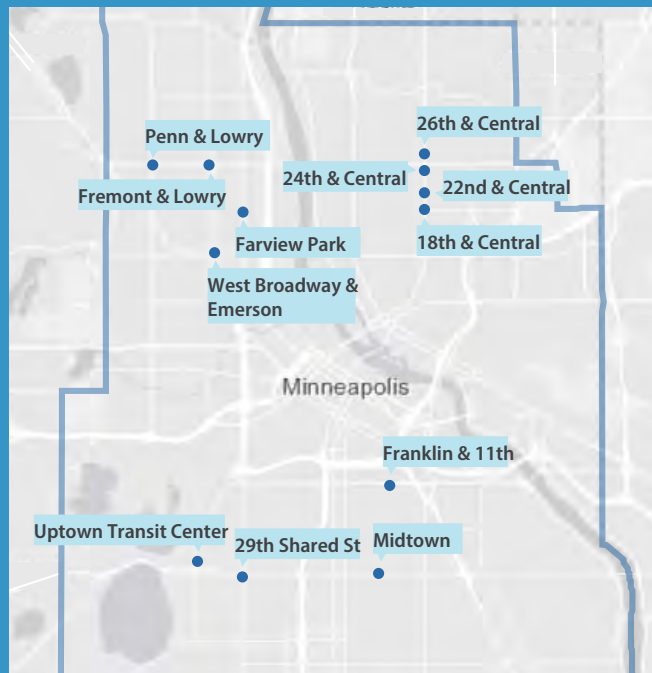 26th & Central
Penn & Lowry
24th & Central
22nd & Central
Fremont & Lowry
Farview Park
18th & Central
West Broadway &
Emerson
Minneapolis
Franklin & 11th
Uptown Transit Center
29th Shared St
Midtown